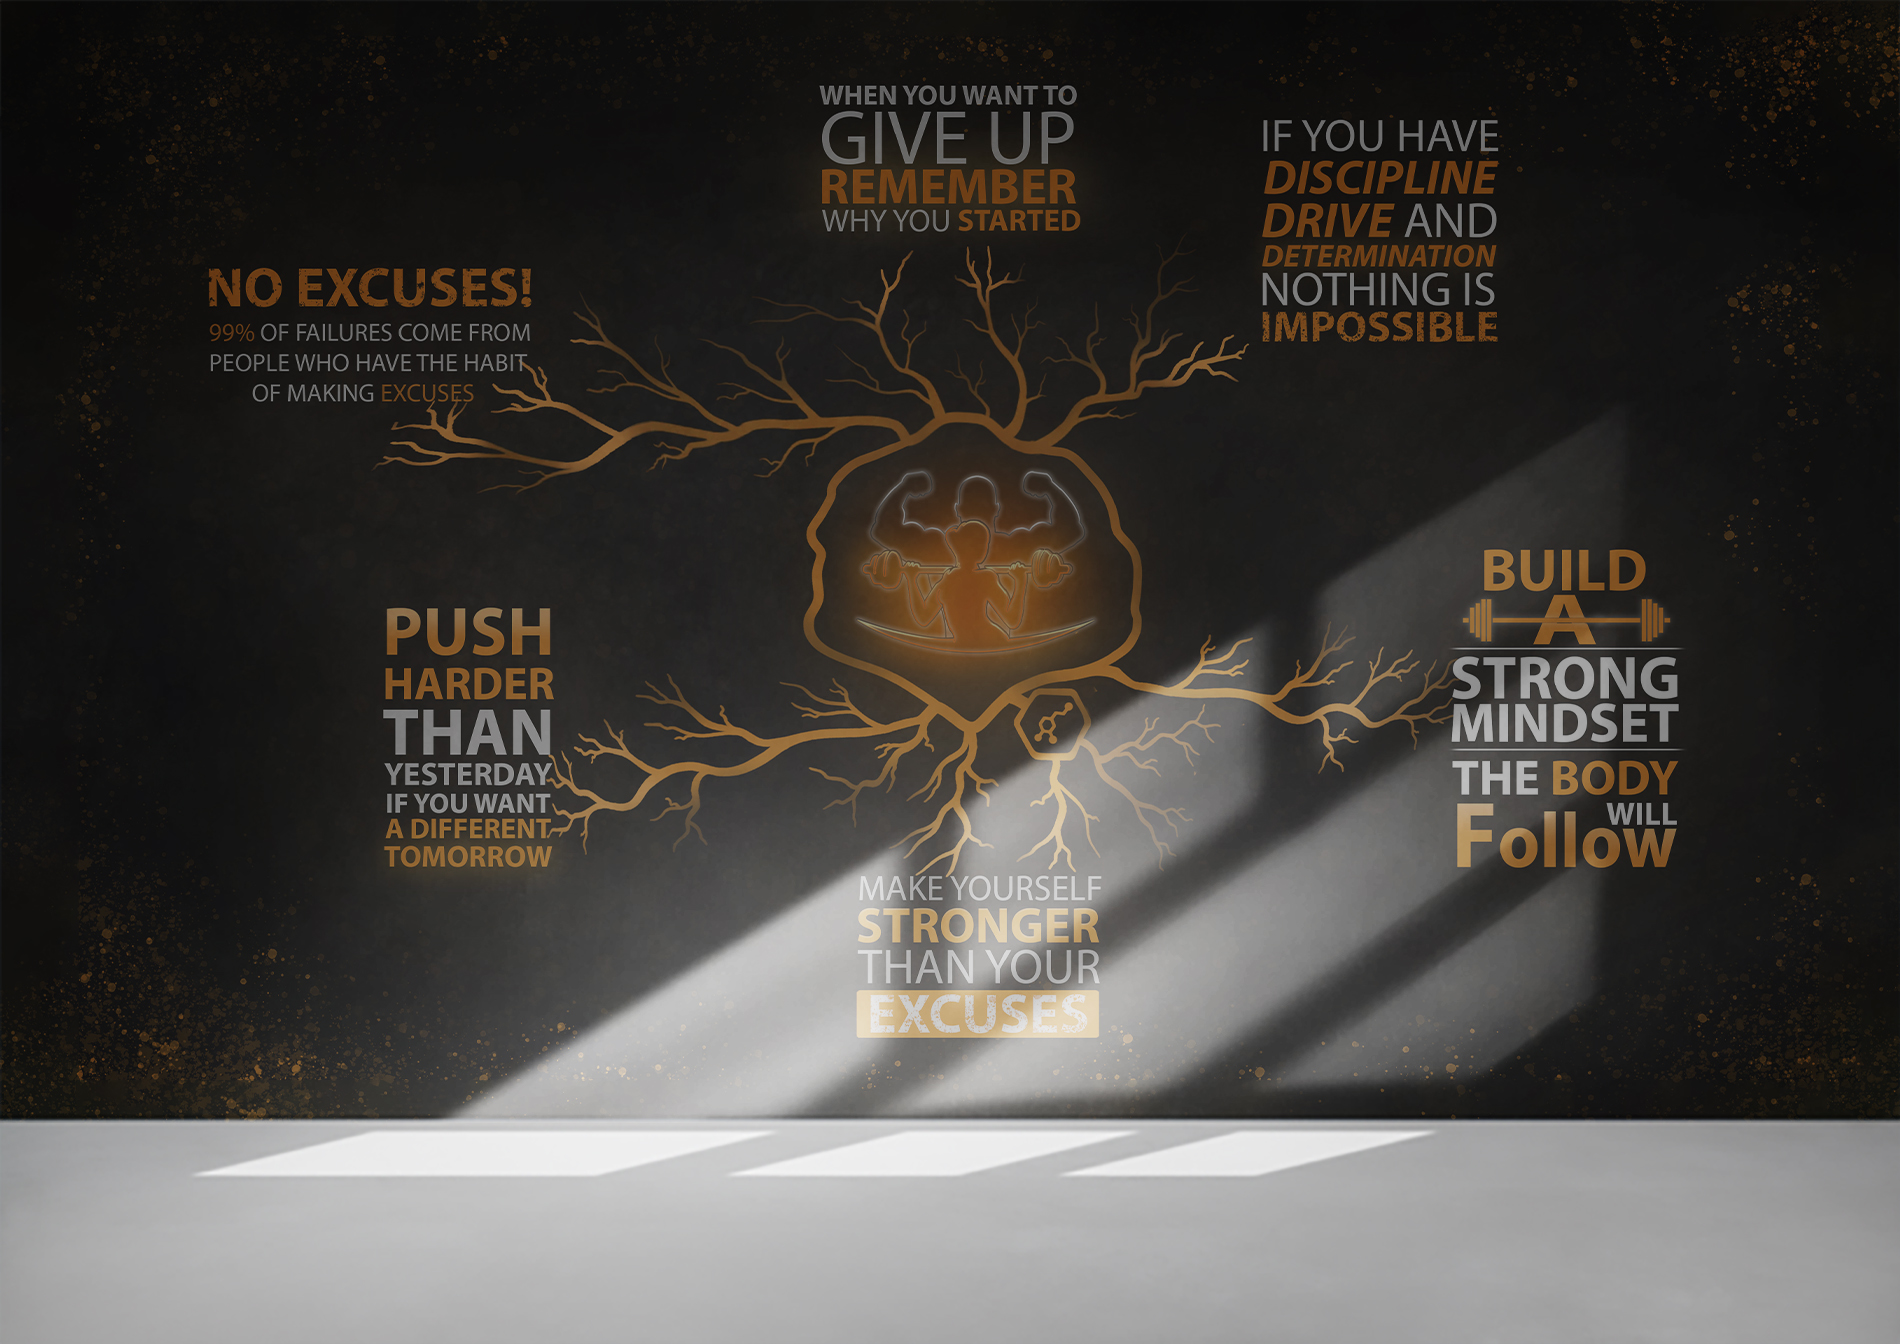 WHEN YOU WANT TO
GIVE UP
REMEMBER
WHY YOU STARTED
IF YOU HAVE
DISCIPLINE
DRIVE AND
DETERMINATION
NOTHING IS
IMPOSSIBLE
NO EXCUSES!
99% OF FAILURES COME FROM
PEOPLE WHO HAVE THE HABIT
OF MAKING EXCUSES
PUSH
HARDER
THAN
YESTERDAY
IF YOU WANT
A DIFFERENT
TOMORROW
BUILD
A
STRONG
MINDSET
THE BODY
WILL
Follow
MAKE YOURSELF
STRONGER
THAN YOUR
EXCUSES